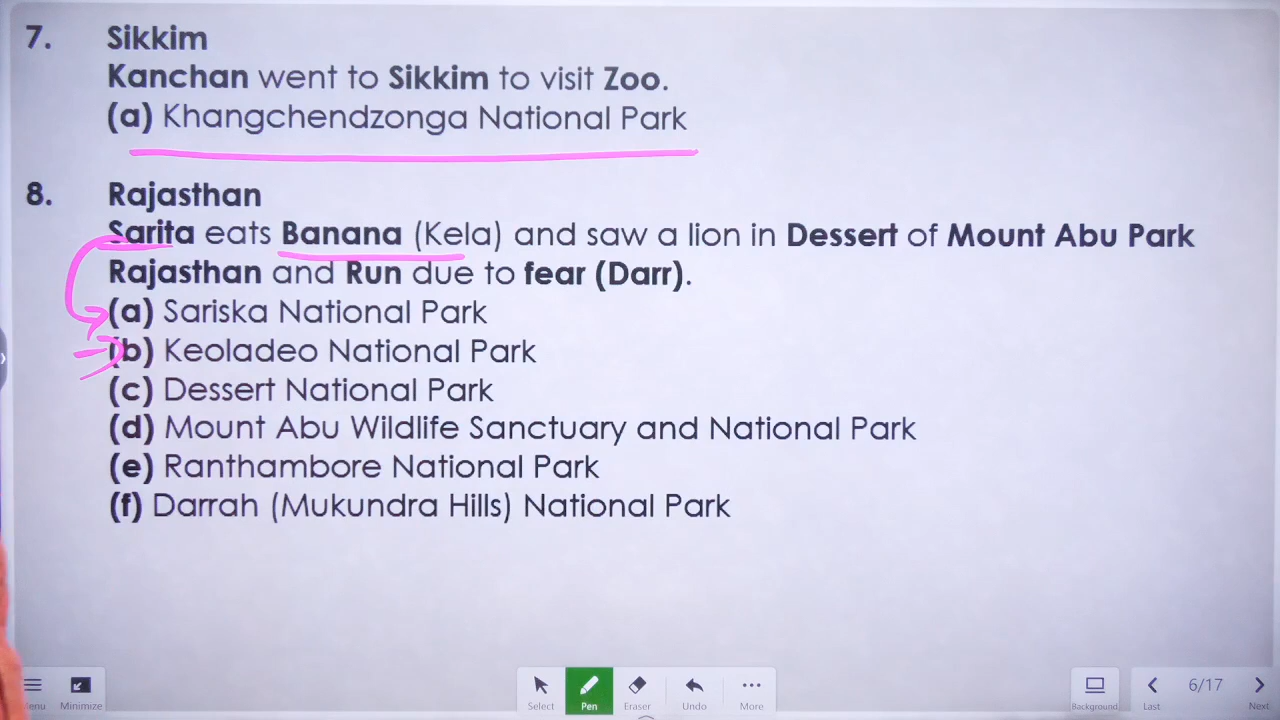 7. Sikkim
Kanchan went to Sikkim to visit Zoo.
(a) Khangchendzonga National Park
8. Rajasthan
Sarita eats Banana (Kela) and saw a lion in Dessert of Mount Abu Park
Rajasthan and Run due to fear (Darr).
(a) Sariska National Park
(b) Keoladeo National Park
(c) Dessert National Park
(d) Mount Abu Wildlife Sanctuary and National Park
(e) Ranthambore National Park
(f) Darrah (Mukundra Hills) National Park
enu Minimize Select Pen Eraser Undo More Background Last 6/17 Next